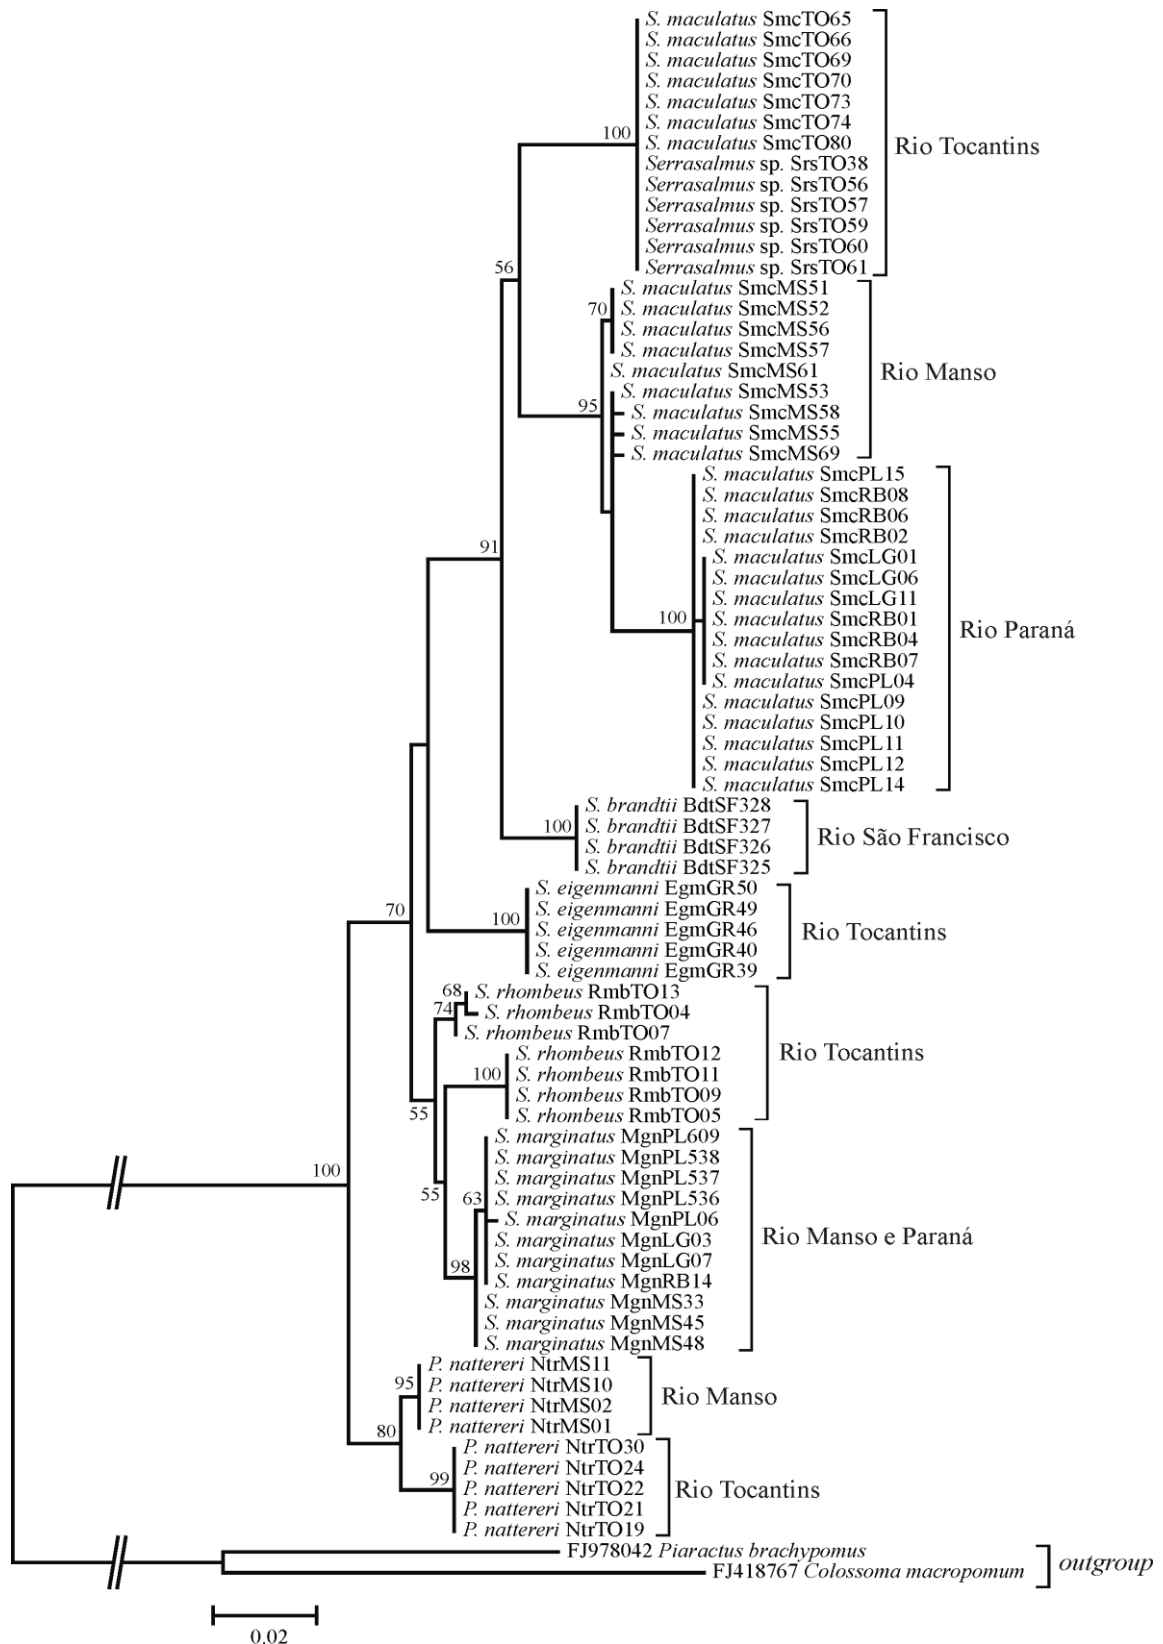 S. maculatus SmcTO65
S. maculatus SmcTO66
S. maculatus SmcTO69
S. maculatus SmcTO70
S. maculatus SmcTO73
S. maculatus SmcTO74
100
S. maculatus SmcTO80
Rio Tocantins
Serrasalmus sp. SrsTO38
Serrasalmus sp. SrsTO56
Serrasalmus sp. SrsTO57
Serrasalmus sp. SrsTO59
Serrasalmus sp. SrsTO60
56
Serrasalmus sp. SrsTO61
S. maculatus SmcMS51
70
S. maculatus SmcMS52
S. maculatus SmcMS56
S. maculatus SmcMS57
S. maculatus SmcMS61
Rio Manso
S. maculatus SmcMS53
95
S. maculatus SmcMS58
S. maculatus SmcMS55
S. maculatus SmcMS69
S. maculatus SmcPL15
S. maculatus SmcRB08
S. maculatus SmcRB06
S. maculatus SmcRB02
91
S. maculatus SmcLG01
S. maculatus SmcLG06
S. maculatus SmcLG11
100
S. maculatus SmcRB01
Rio Paraná
S. maculatus SmcRB04
S. maculatus SmcRB07
S. maculatus SmcPL04
S. maculatus SmcPL09
S. maculatus SmcPL10
S. maculatus SmcPL11
S. maculatus SmcPL12
S. maculatus SmcPL14
S. brandtii BdtSF328
100
S. brandtii BdtSF327
Rio São Francisco
S. brandtii BdtSF326
S. brandtii BdtSF325
S. eigenmanni EgmGR50
70
S. eigenmanni EgmGR49
100
S. eigenmanni EgmGR46
Rio Tocantins
S. eigenmanni EgmGR40
S. eigenmanni EgmGR39
68
S. rhombeus RmbTO13
74
S. rhombeus RmbTO04
S. rhombeus RmbTO07
Rio Tocantins
S. rhombeus RmbTO12
100
S. rhombeus RmbTO11
S. rhombeus RmbTO09
55
S. rhombeus RmbTO05
S. marginatus MgnPL609
S. marginatus MgnPL538
100
S. marginatus MgnPL537
55
63
S. marginatus MgnPL536
S. marginatus MgnPL06
Rio Manso e Paraná
S. marginatus MgnLG03
98
S. marginatus MgnLG07
S. marginatus MgnRB14
S. marginatus MgnMS33
S. marginatus MgnMS45
S. marginatus MgnMS48
P. nattereri NtrMS11
95
P. nattereri NtrMS10
Rio Manso
P. nattereri NtrMS02
80
P. nattereri NtrMS01
P. nattereri NtrTO30
P. nattereri NtrTO24
99
P. nattereri NtrTO22
Rio Tocantins
P. nattereri NtrTO21
P. nattereri NtrTO19
FJ978042 Piaractus brachypomus
outgroup
FJ418767 Colossoma macropomum
0.02